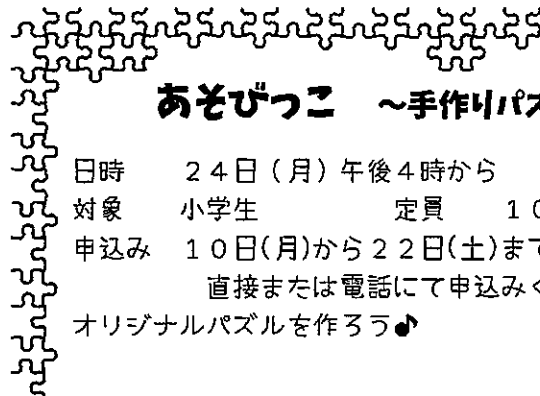 あそびっこ　～手作りパズ
日時　２４日（月）午後４時から
対象　小学生　定員　１０
申込み　１０日(月)から２２日(土)まで
直接または電話にて申込みく
オリジナルパズルを作ろう♪